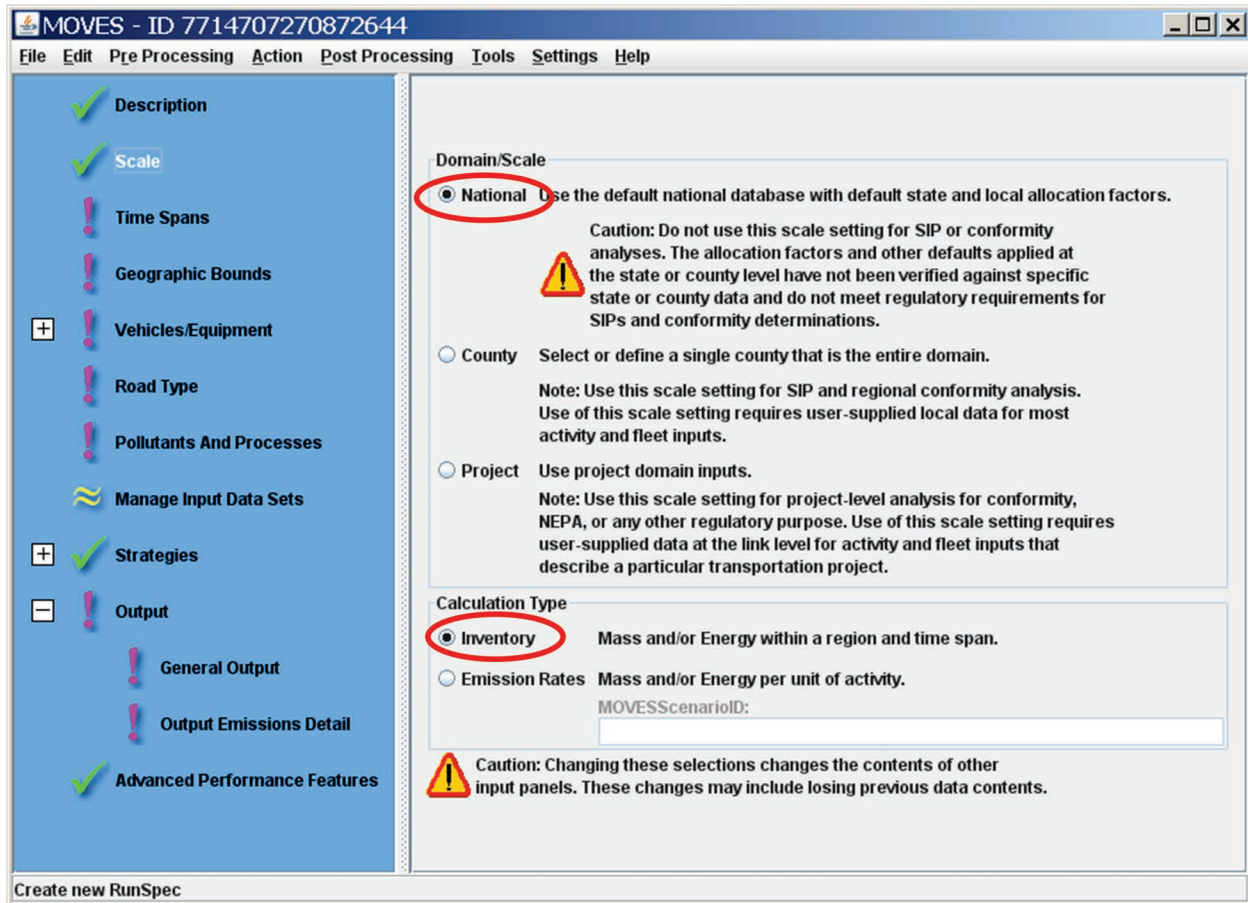 MOVES - ID 7714707270872644
File Edit Pre Processing Action Post Processing Tools Settings Help
Description
Scale
Time Spans
Geographic Bounds
Vehicles/Equipment
Road Type
Pollutants And Processes
Manage Input Data Sets
Strategies
Output
General Output
Output Emissions Detail
Advanced Performance Features
Domain/Scale
National Use the default national database with default state and local allocation factors.
Caution: Do not use this scale setting for SIP or conformity
analyses. The allocation factors and other defaults applied at
the state or county level have not been verified against specific
state or county data and do not meet regulatory requirements for
SIPs and conformity determinations.
County Select or define a single county that is the entire domain.
Note: Use this scale setting for SIP and regional conformity analysis.
Use of this scale setting requires user-supplied local data for most
activity and fleet inputs.
Project Use project domain inputs.
Note: Use this scale setting for project-level analysis for conformity,
NEPA, or any other regulatory purpose. Use of this scale setting requires
user-supplied data at the link level for activity and fleet inputs that
describe a particular transportation project.
Calculation Type
Inventory Mass and/or Energy within a region and time span.
Emission Rates Mass and/or Energy per unit of activity.
MOVESScenarioID:
Caution: Changing these selections changes the contents of other
input panels. These changes may include losing previous data contents.
Create new RunSpec